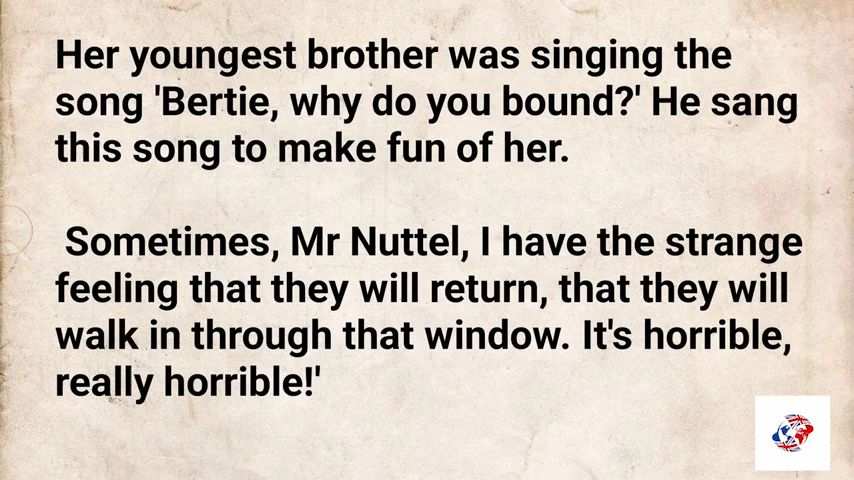 Her youngest brother was singing the
song 'Bertie, why do you bound?' He sang
this song to make fun of her.
Sometimes, Mr Nuttel, I have the strange
feeling that they will return, that they will
walk in through that window. It's horrible,
really horrible!'